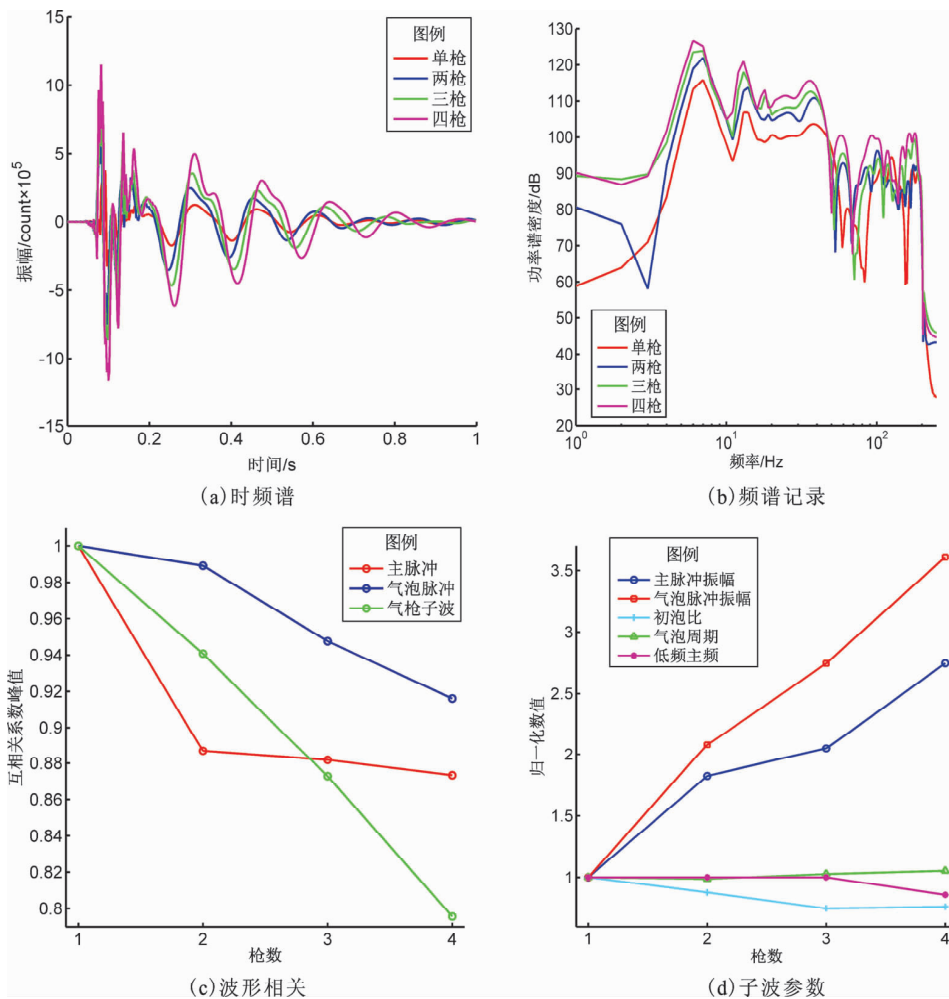 图例
单枪
两枪
三枪
四枪
振幅/count×10⁵
15
10
5
0
-5
-10
-15
0 0.2 0.4 0.6 0.8 1
时间/s
(a)时频谱
功率谱密度/dB
130
120
110
100
90
80
70
60
50
40
30
20
图例
单枪
两枪
三枪
四枪
10⁰ 10¹ 10²
频率/Hz
(b)频谱记录
图例
主脉冲
气泡脉冲
气枪子波
互相关系数峰值
1
0.98
0.96
0.94
0.92
0.9
0.88
0.86
0.84
0.82
0.8
1 2 3 4
枪数
(c)波形相关
图例
主脉冲振幅
气泡脉冲振幅
初泡比
气泡周期
低频主频
归一化数值
3.5
3
2.5
2
1.5
1
1 2 3 4
枪数
(d)子波参数